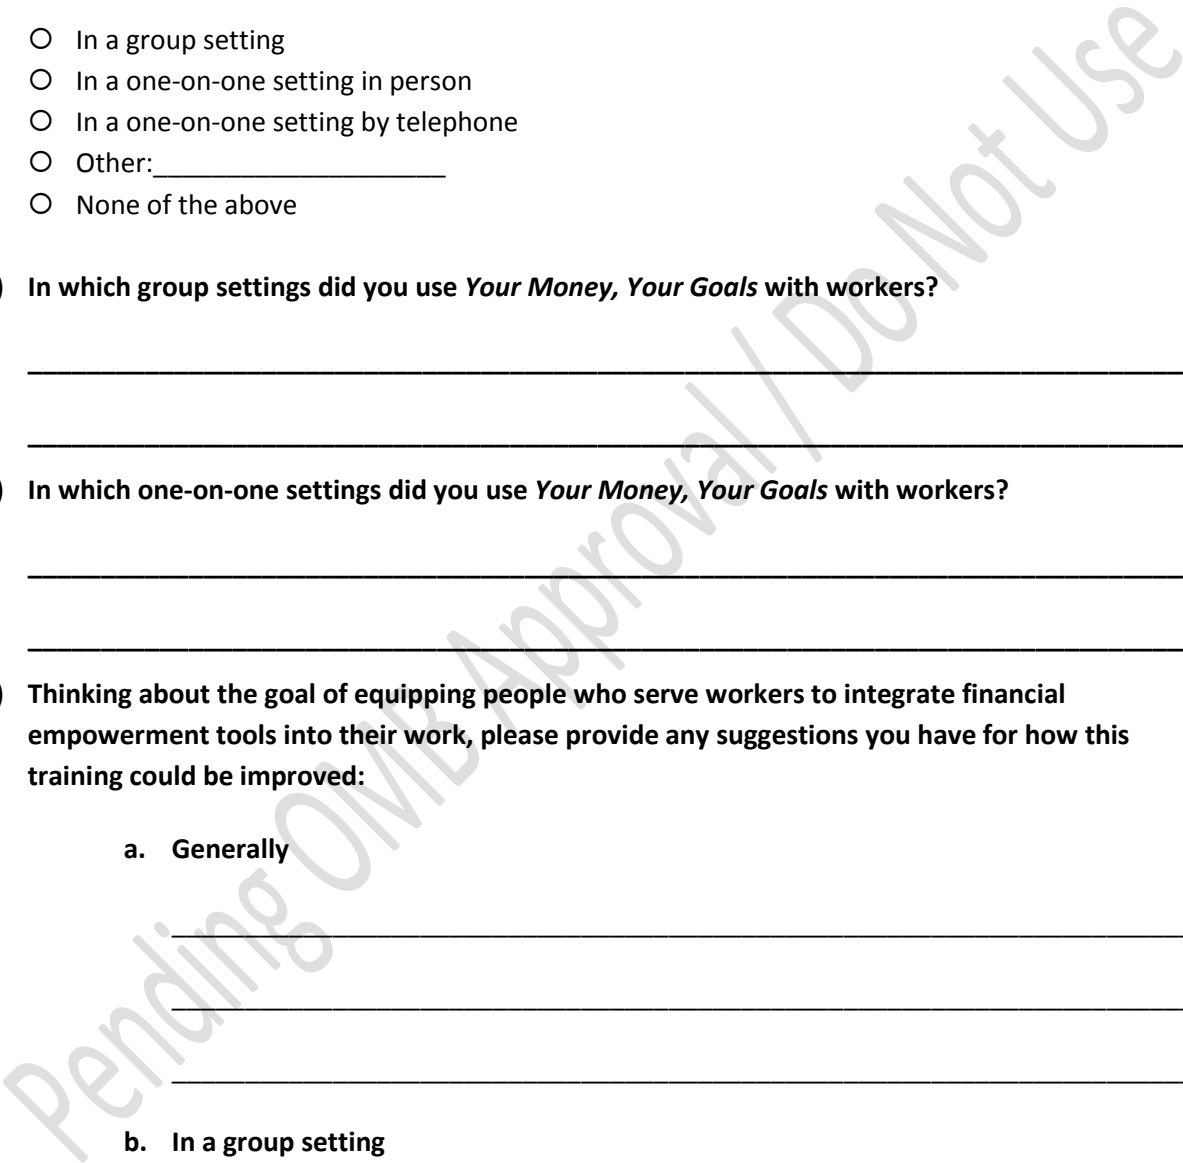 O In a group setting
O In a one-on-one setting in person
O In a one-on-one setting by telephone
O Other:____________________
O None of the above
) In which group settings did you use Your Money, Your Goals with workers?
) In which one-on-one settings did you use Your Money, Your Goals with workers?
) Thinking about the goal of equipping people who serve workers to integrate financial
empowerment tools into their work, please provide any suggestions you have for how this
training could be improved:
a. Generally
b. In a group setting
Pending OMB Approval / Do Not Use